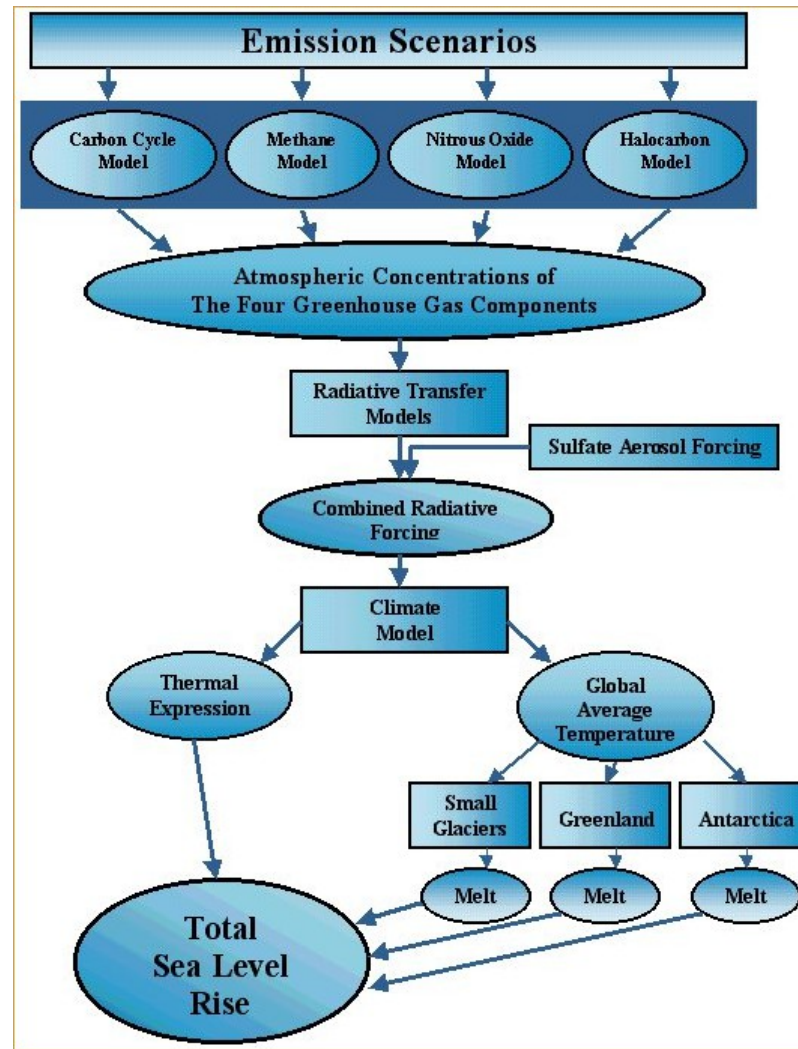 Emission Scenarios
Carbon Cycle
Model
Methane
Model
Nitrous Oxide
Model
Halocarbon
Model
Atmospheric Concentrations of
The Four Greenhouse Gas Components
Radiative Transfer
Models
Sulfate Aerosol Forcing
Combined Radiative
Forcing
Climate
Model
Thermal
Expression
Global
Average
Temperature
Small
Glaciers
Greenland
Antarctica
Melt
Melt
Melt
Total
Sea Level
Rise